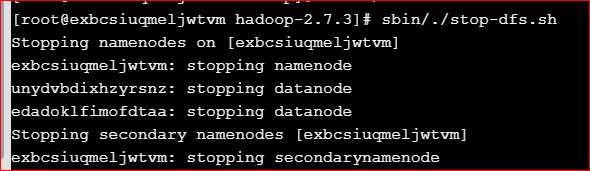 [root@exbcsiuqmeljwtvm hadoop-2.7.3]# sbin/./stop-dfs.sh
Stopping namenodes on [exbcsiuqmeljwtvm]
exbcsiuqmeljwtvm: stopping namenode
unydvbdixhzyrsnz: stopping datanode
edadoklfimofdtaa: stopping datanode
Stopping secondary namenodes [exbcsiuqmeljwtvm]
exbcsiuqmeljwtvm: stopping secondarynamenode